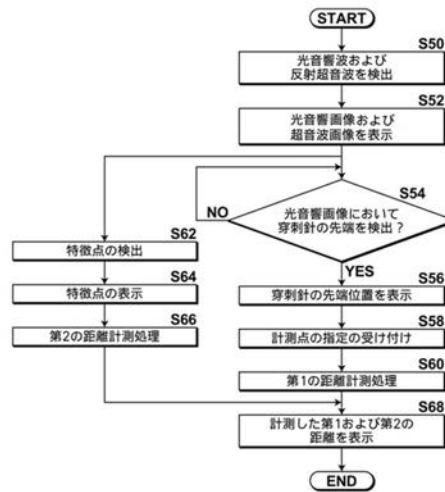 START
S50
光音響波および
反射超音波を検出
S52
光音響画像および
超音波画像を表示
S54
光音響画像において
穿刺針の先端を検出?
NO
YES
S62
特徴点の検出
S64
特徴点の表示
S66
第2の距離計測処理
S56
穿刺針の先端位置を表示
S58
計測点の指定の受け付け
S60
第1の距離計測処理
S68
計測した第1および第2の
距離を表示
END